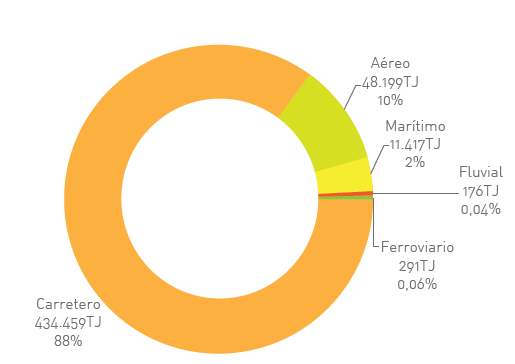 Aéreo
48.199TJ
10%
Marítimo
11.417TJ
2%
Fluvial
176TJ
0,04%
Ferroviario
291TJ
0,06%
Carretero
434.459TJ
88%